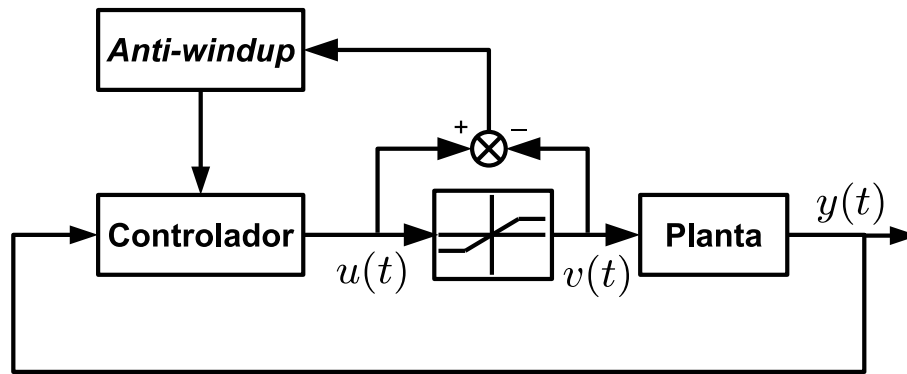 Anti-windup
+ −
Controlador
Planta
y(t)
u(t)
v(t)